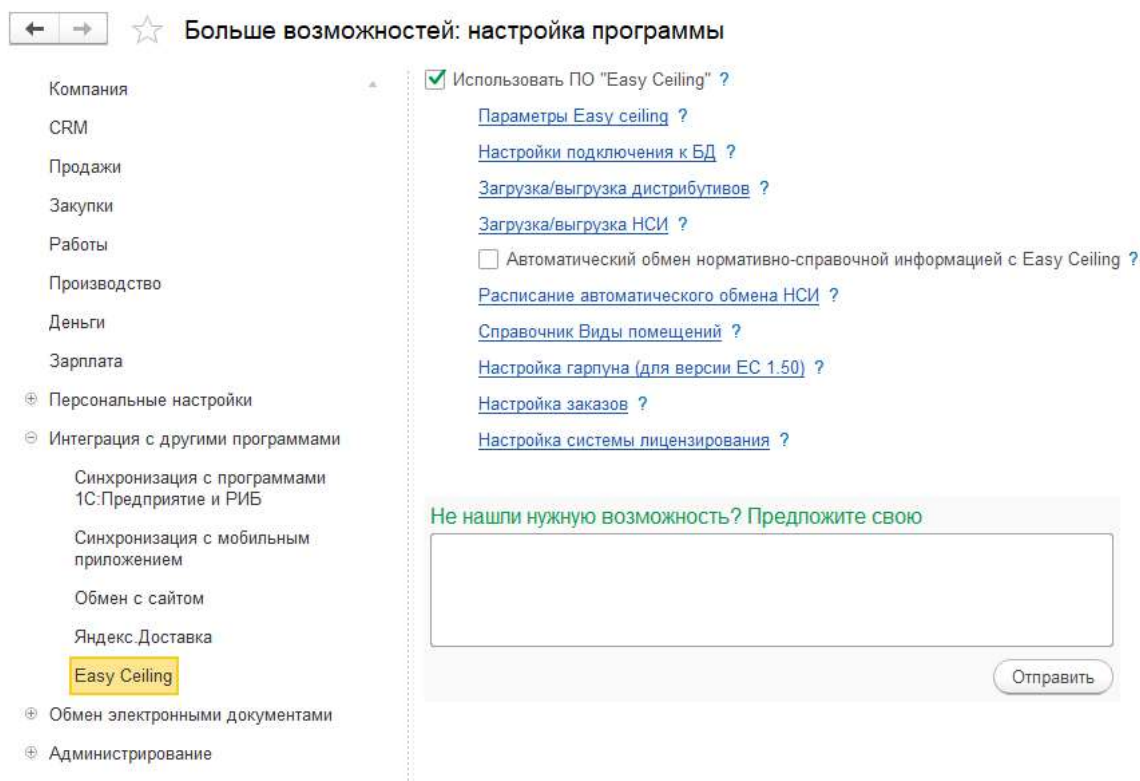 Больше возможностей: настройка программы
Компания
CRM
Продажи
Закупки
Работы
Производство
Деньги
Зарплата
Персональные настройки
Интеграция с другими программами
Синхронизация с программами
1С:Предприятие и РИБ
Синхронизация с мобильным
приложением
Обмен с сайтом
Яндекс.Доставка
Easy Ceiling
Обмен электронными документами
Администрирование
Использовать ПО "Easy Ceiling" ?
Параметры Easy ceiling ?
Настройки подключения к БД ?
Загрузка/выгрузка дистрибутивов ?
Загрузка/выгрузка НСИ ?
Автоматический обмен нормативно-справочной информацией с Easy Ceiling ?
Расписание автоматического обмена НСИ ?
Справочник Виды помещений ?
Настройка гарпуна (для версии ЕС 1.50) ?
Настройка заказов ?
Настройка системы лицензирования ?
Не нашли нужную возможность? Предложите свою
Отправить